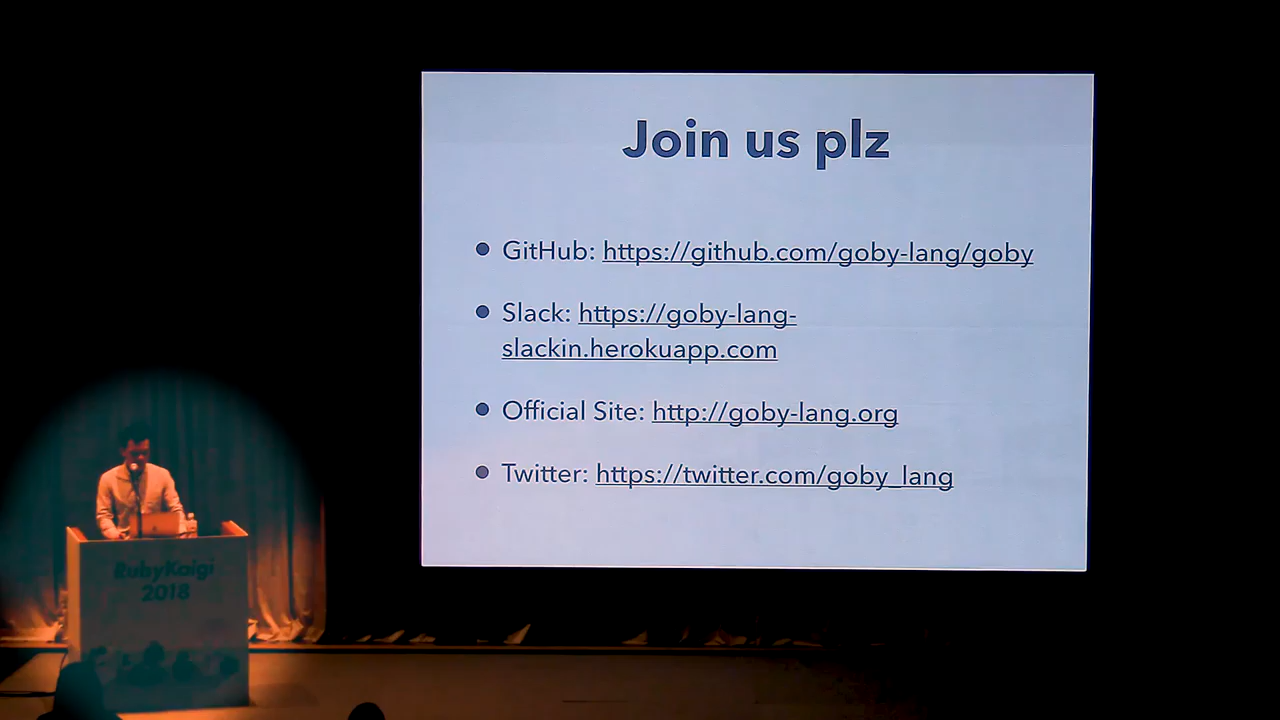 Join us plz
GitHub: https://github.com/goby-lang/goby
Slack: https://goby-lang-
slackin.herokuapp.com
Official Site: http://goby-lang.org
Twitter: https://twitter.com/goby_lang
RubyKaigi
2018